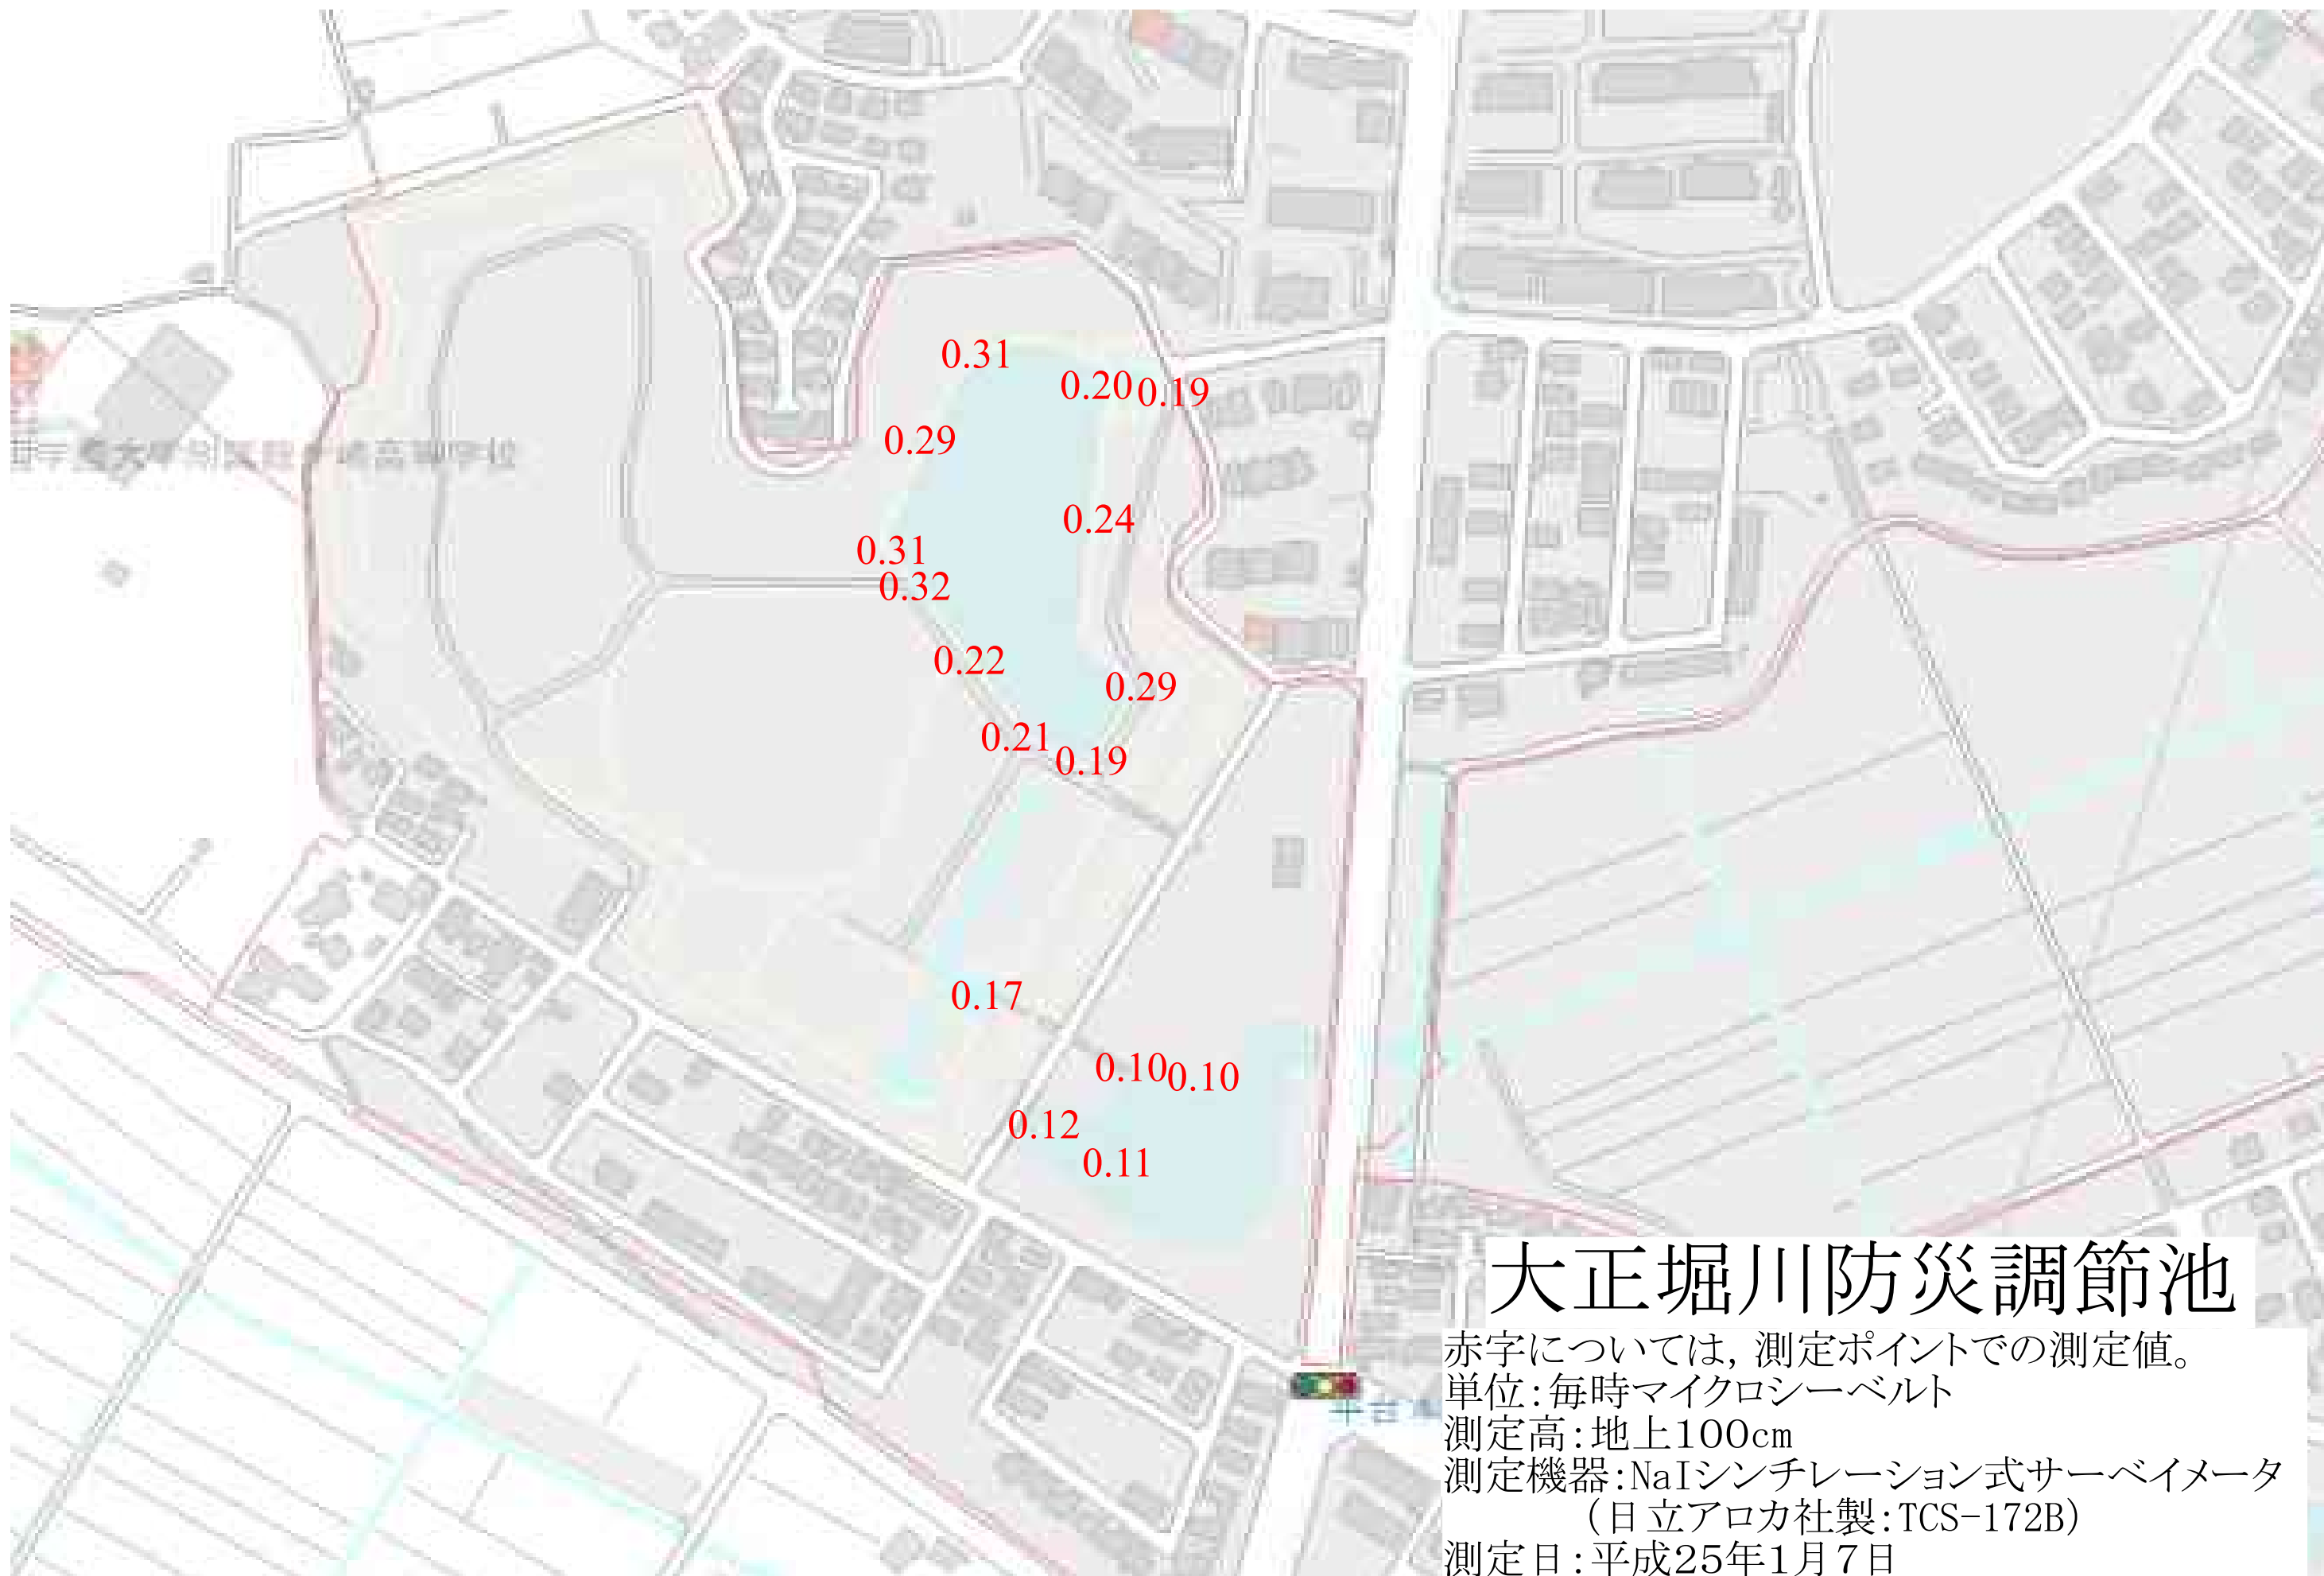 0.31
0.20 0.19
0.29
0.24
0.31
0.32
0.22
0.29
0.21
0.19
0.17
0.10 0.10
0.12
0.11
大正堀川防災調節池
赤字については，測定ポイントでの測定値。
単位：毎時マイクロシーベルト
測定高：地上100cm
測定機器：NaIシンチレーション式サーベイメータ
（日立アロカ社製：TCS-172B）
測定日：平成25年1月7日